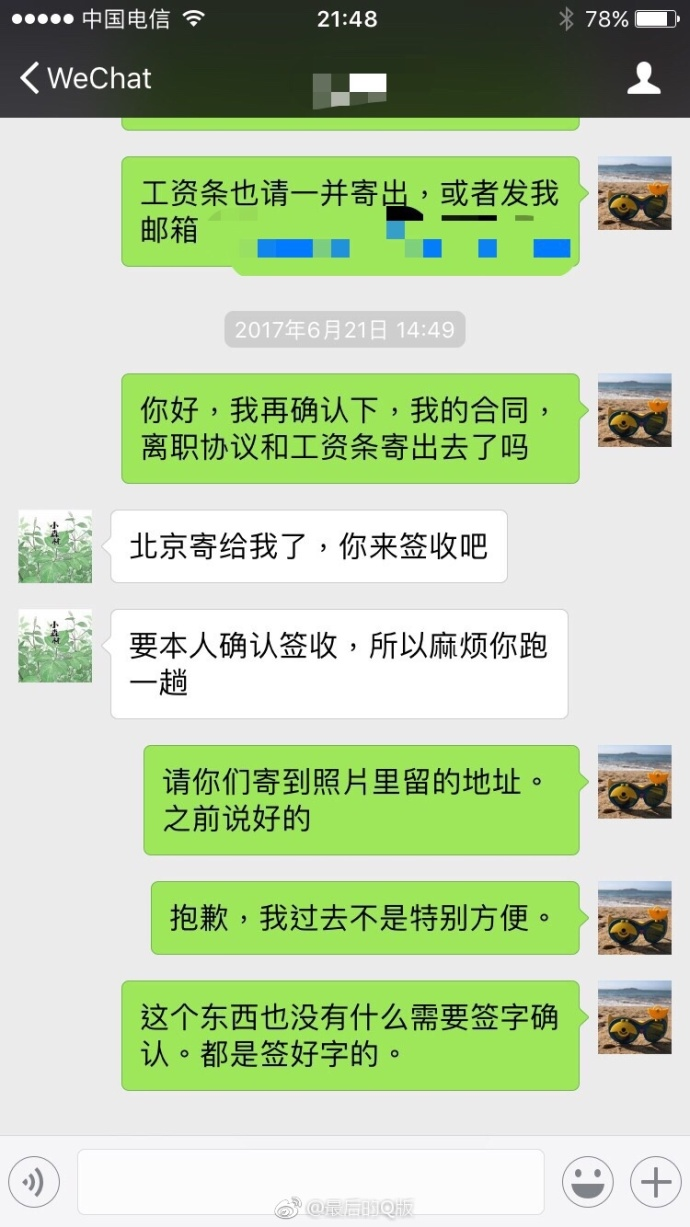 中国电信
21:48
78%
WeChat
工资条也请一并寄出，或者发我
邮箱
2017年6月21日 14:49
你好，我再确认下，我的合同，
离职协议和工资条寄出去了吗
北京寄给我了，你来签收吧
要本人确认签收，所以麻烦你跑
一趟
请你们寄到照片里留的地址。
之前说好的
抱歉，我过去不是特别方便。
这个东西也没有什么需要签字确
认。都是签好字的。
@最后的Q版